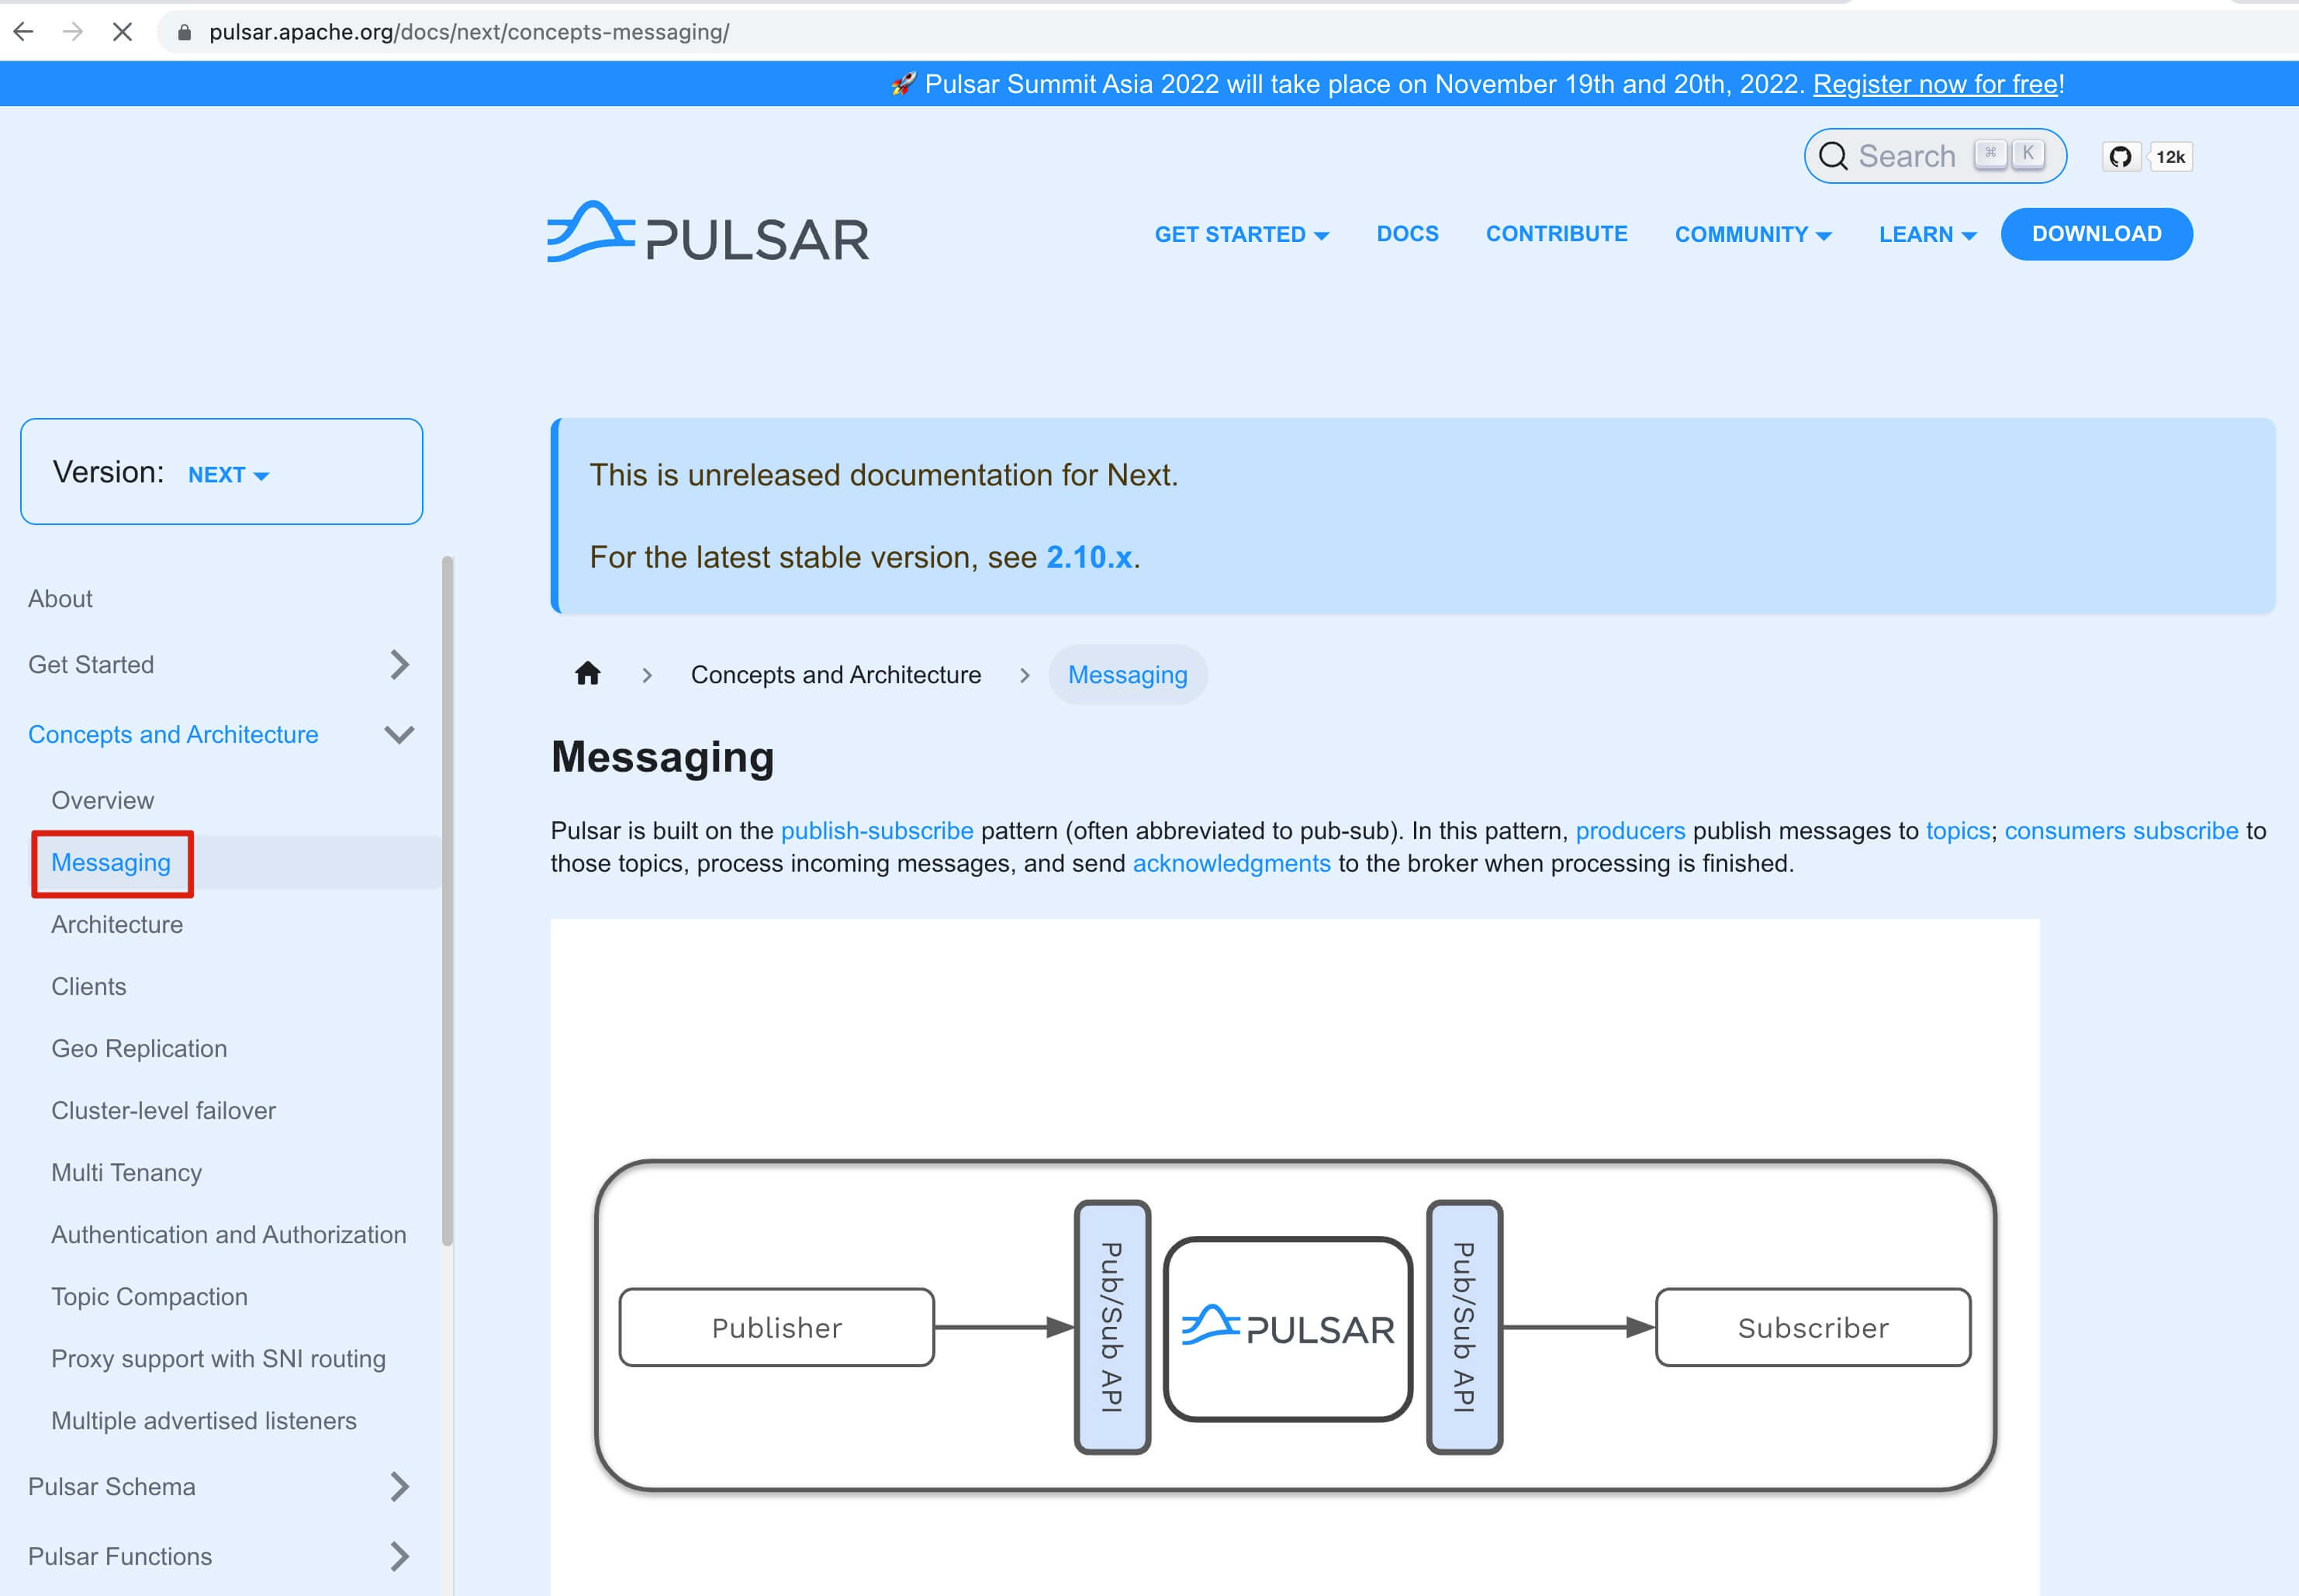 pulsar.apache.org/docs/next/concepts-messaging/
🚀 Pulsar Summit Asia 2022 will take place on November 19th and 20th, 2022. Register now for free!
Search ⌘ K
12k
PULSAR
GET STARTED DOCS CONTRIBUTE COMMUNITY LEARN DOWNLOAD
Version: NEXT
About
Get Started
Concepts and Architecture
Overview
Messaging
Architecture
Clients
Geo Replication
Cluster-level failover
Multi Tenancy
Authentication and Authorization
Topic Compaction
Proxy support with SNI routing
Multiple advertised listeners
Pulsar Schema
Pulsar Functions
This is unreleased documentation for Next.
For the latest stable version, see 2.10.x.
Concepts and Architecture > Messaging
Messaging
Pulsar is built on the publish-subscribe pattern (often abbreviated to pub-sub). In this pattern, producers publish messages to topics; consumers subscribe to
those topics, process incoming messages, and send acknowledgments to the broker when processing is finished.
Publisher
Pub/Sub API
PULSAR
Pub/Sub API
Subscriber